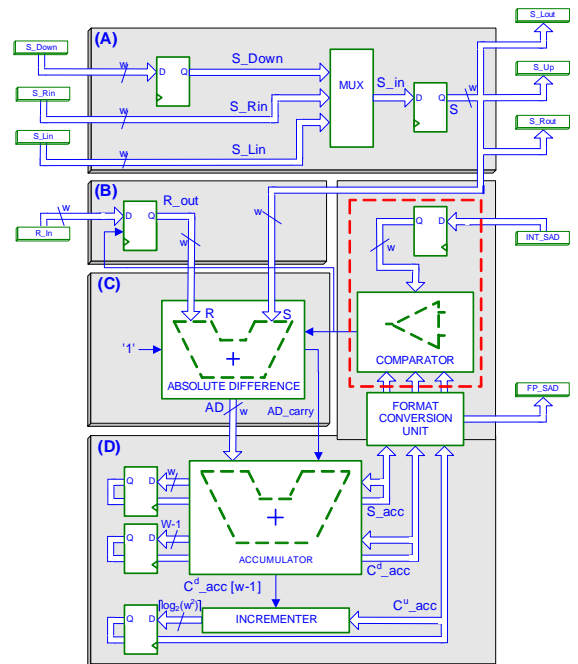 (A)
S_Down
D
Q
w
S_Down
MUX
S_in
D
Q
S
w
S_Lout
S_Up
S_Rout
S_Rin
w
S_Rin
S_Lin
w
S_Lin
(B)
R_In
w
D
Q
R_out
w
w
Q
D
w
INT_SAD
COMPARATOR
(C)
R
S
'1'
+
ABSOLUTE DIFFERENCE
AD
w
AD_carry
FORMAT
CONVERSION
UNIT
FP_SAD
(D)
Q
D
w
S_acc
+
Q
D
W-1
ACCUMULATOR
C^d_acc
C^d_acc [w-1]
C^u_acc
⌈log₂(w²)⌉
Q
D
INCREMENTER